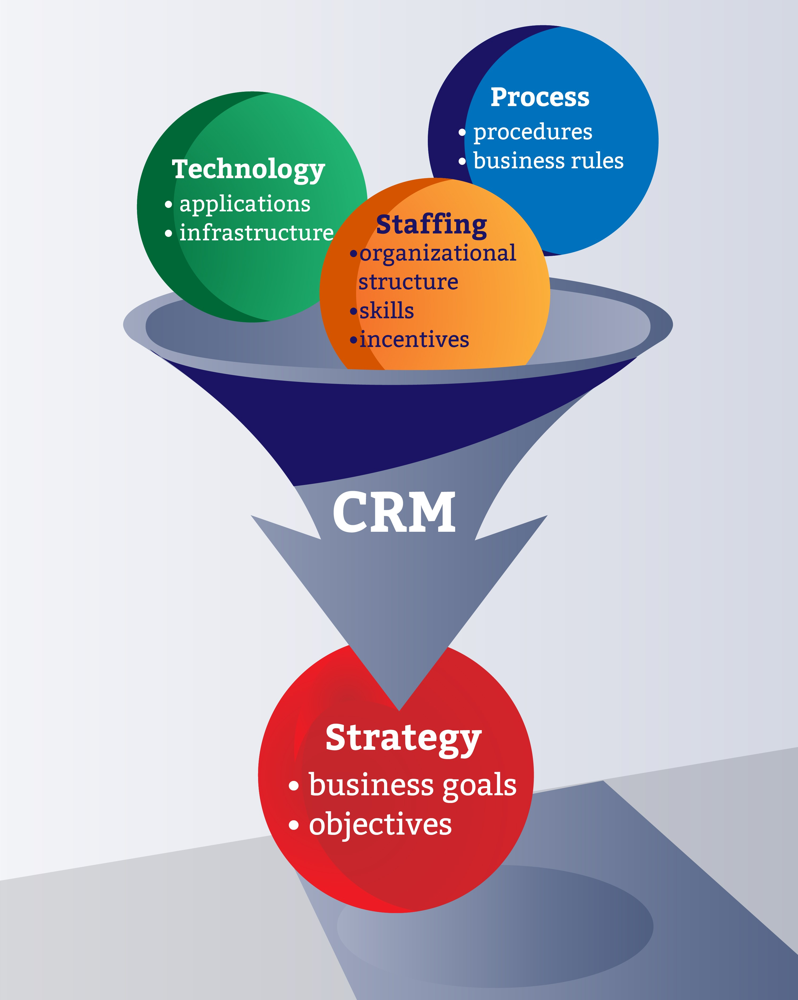 Process
• procedures
• business rules
Technology
• applications
• infrastructure
Staffing
•organizational
structure
•skills
•incentives
CRM
Strategy
• business goals
• objectives